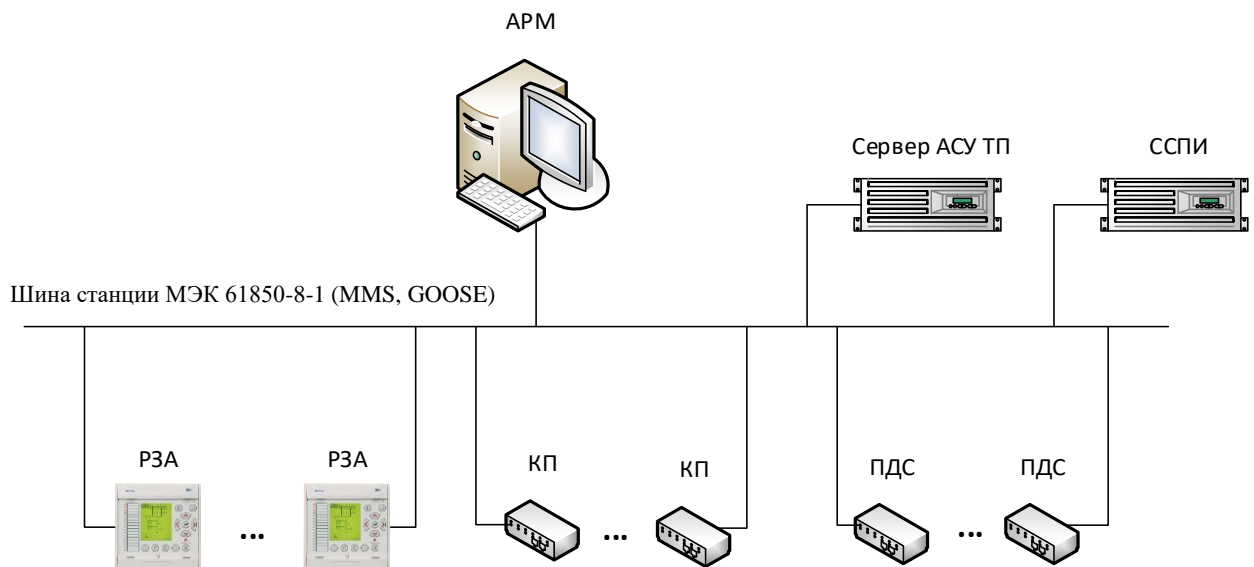 АРМ
Сервер АСУ ТП
ССПИ
Шина станции МЭК 61850-8-1 (MMS, GOOSE)
РЗА
...
РЗА
КП
...
КП
ПДС
...
ПДС